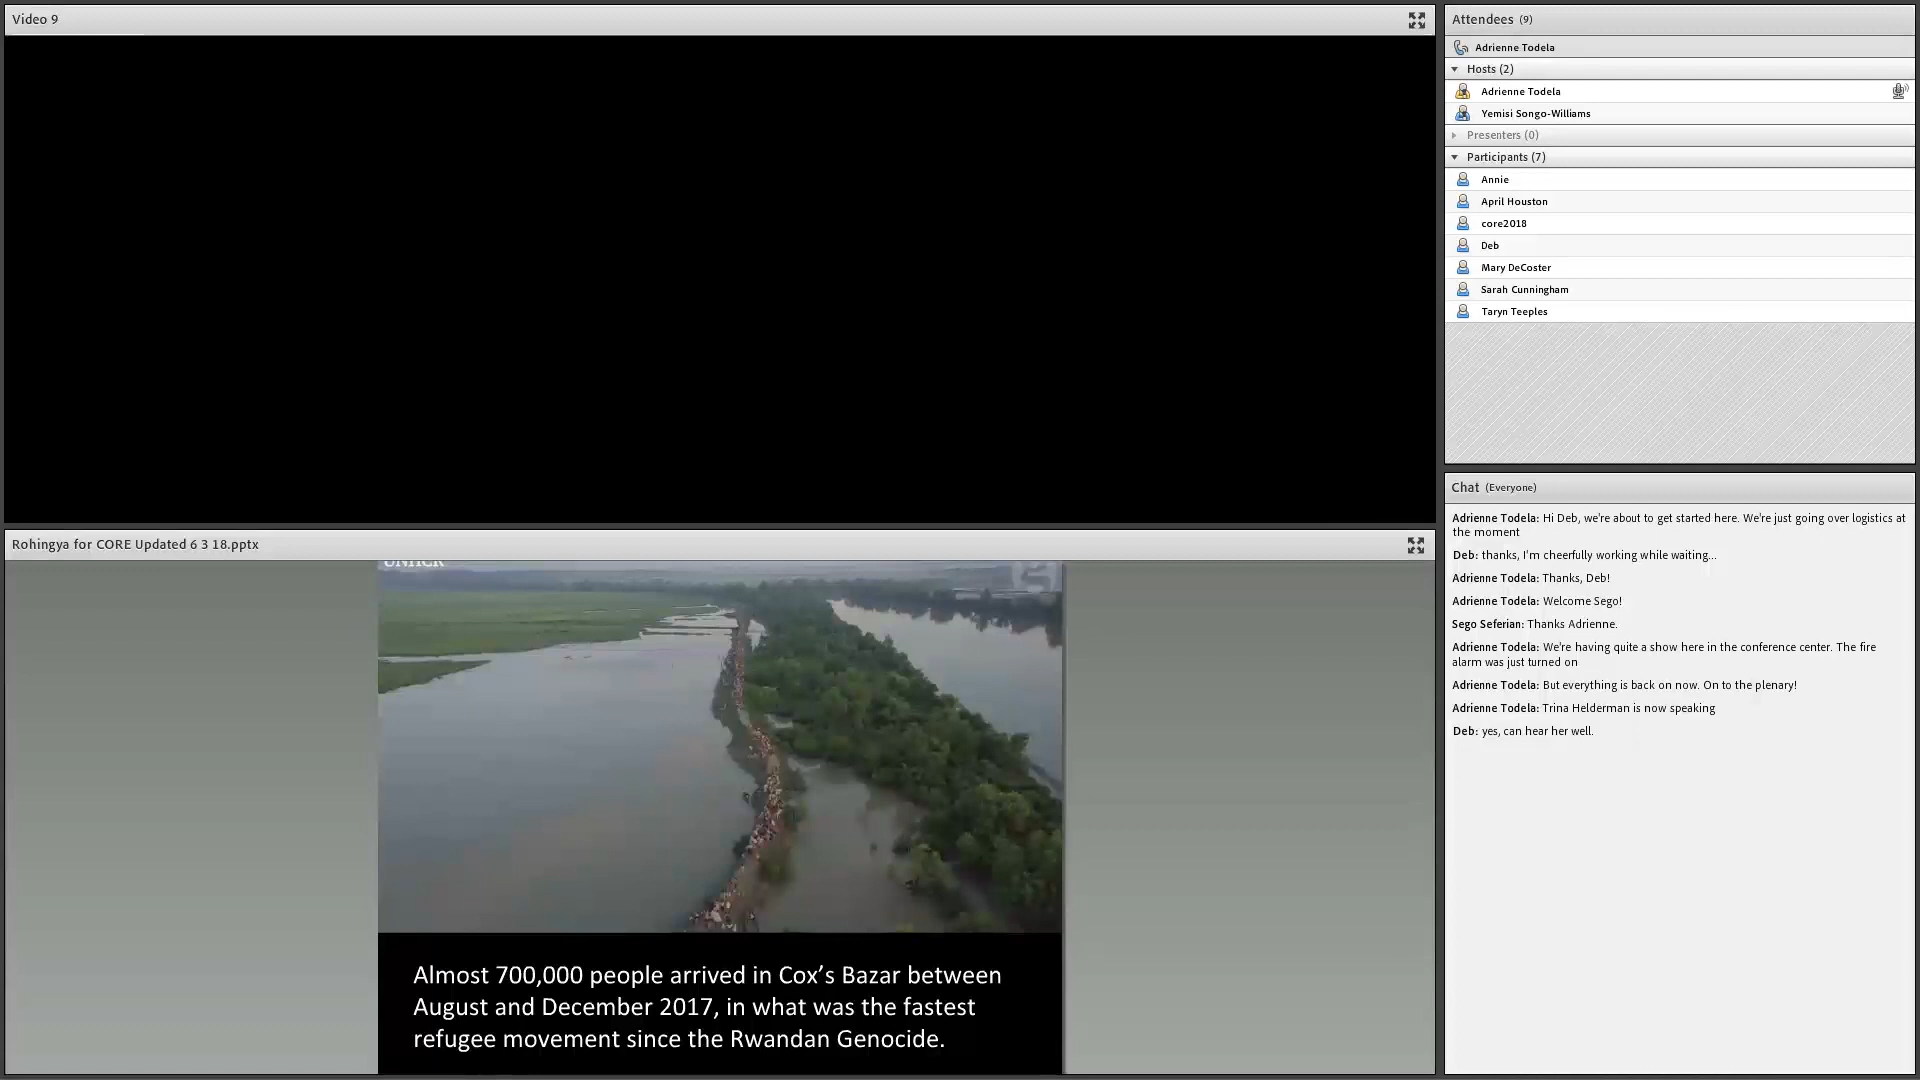 Video 9
Attendees (9)
Adrienne Todela
Hosts (2)
Adrienne Todela
Yemisi Songo-Williams
Presenters (0)
Participants (7)
Annie
April Houston
core2018
Deb
Mary DeCoster
Sarah Cunningham
Taryn Teeples
Chat (Everyone)
Adrienne Todela: Hi Deb, we're about to get started here. We're just going over logistics at
the moment
Deb: thanks, I'm cheerfully working while waiting...
Adrienne Todela: Thanks, Deb!
Adrienne Todela: Welcome Sego!
Sego Seferian: Thanks Adrienne.
Adrienne Todela: We're having quite a show here in the conference center. The fire
alarm was just turned on
Adrienne Todela: But everything is back on now. On to the plenary!
Adrienne Todela: Trina Helderman is now speaking
Deb: yes, can hear her well.
Rohingya for CORE Updated 6 3 18.pptx
UNHCR
Almost 700,000 people arrived in Cox’s Bazar between
August and December 2017, in what was the fastest
refugee movement since the Rwandan Genocide.